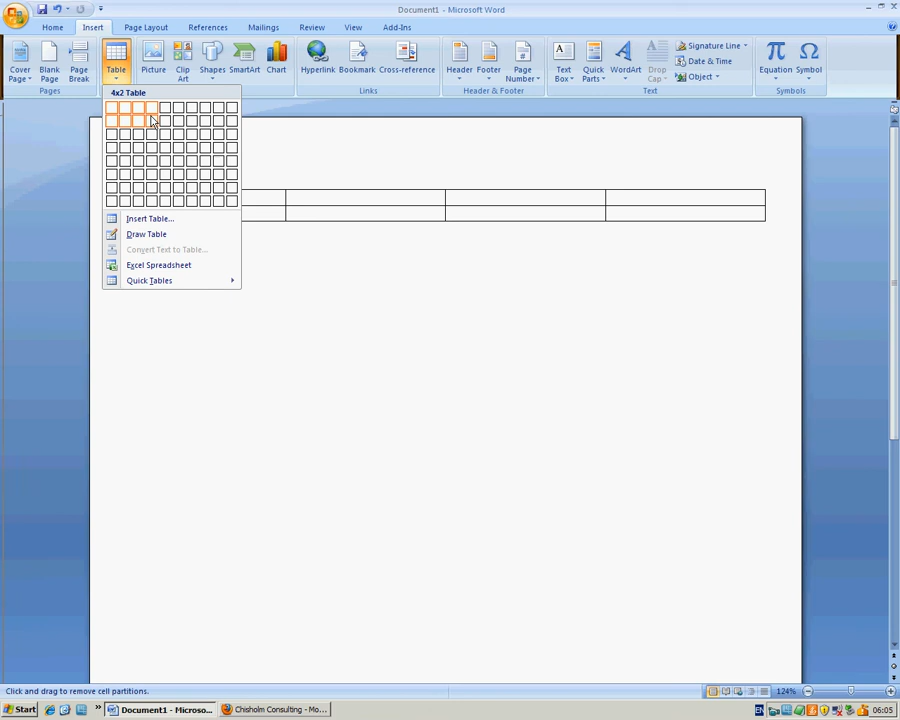 Document1 - Microsoft Word
Home Insert Page Layout References Mailings Review View Add-Ins
Cover Page Blank Page Page Break Table Picture Clip Art Shapes SmartArt Chart Hyperlink Bookmark Cross-reference Header Footer Page Number Text Box Quick Parts WordArt Drop Cap Signature Line Date & Time Object Equation Symbol
Pages Links Header & Footer Text Symbols
4x2 Table
Insert Table...
Draw Table
Convert Text to Table...
Excel Spreadsheet
Quick Tables
Click and drag to remove cell partitions. 124%
Start Document1 - Microso... Chisholm Consulting - Mo... EN 06:05